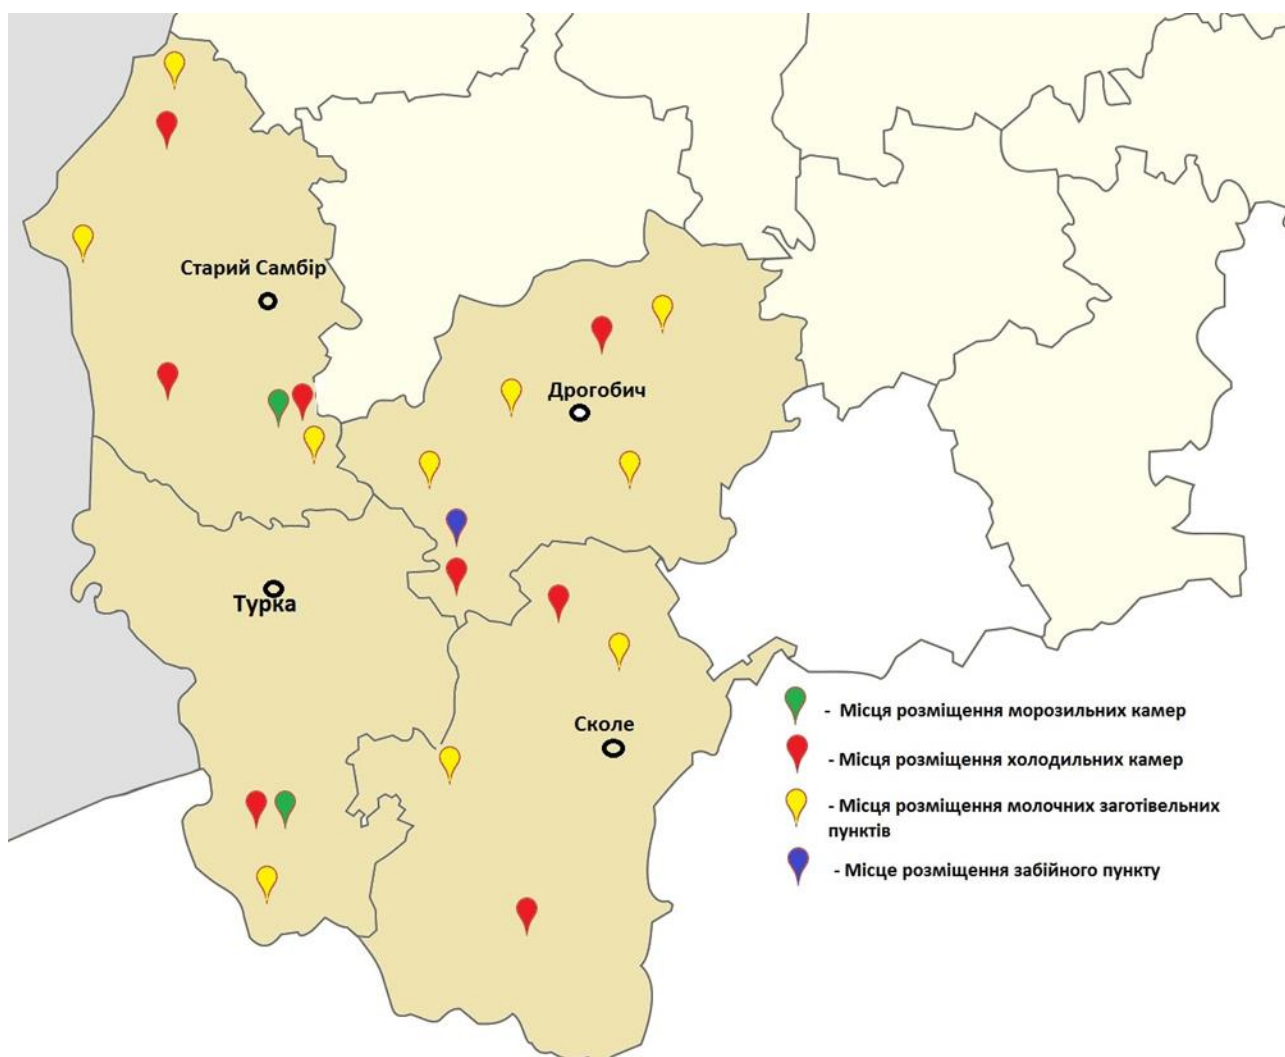 Старий Самбір
Дрогобич
Турка
Сколе
- Місця розміщення морозильних камер
- Місця розміщення холодильних камер
- Місця розміщення молочних заготівельних
пунктів
- Місце розміщення забійного пункту